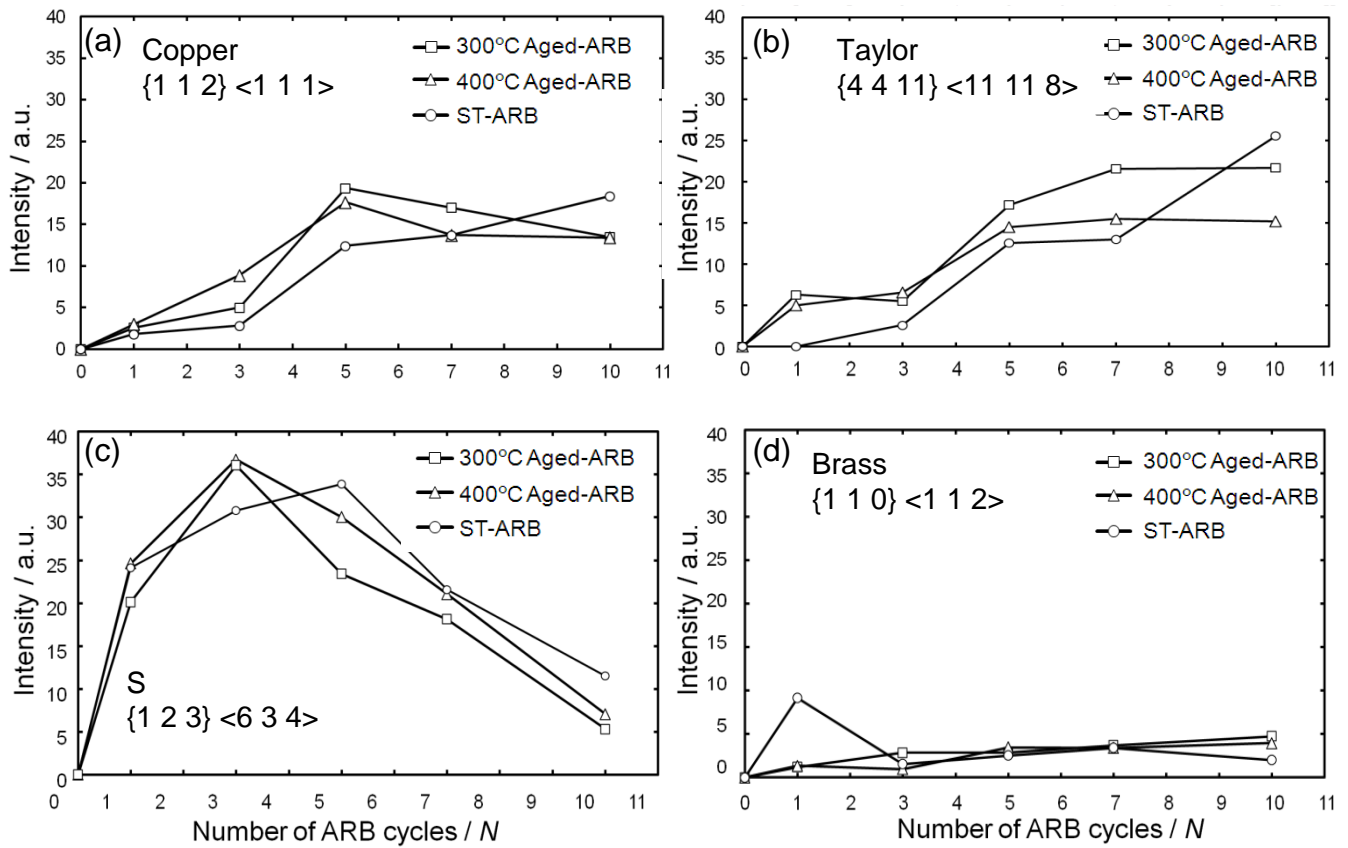 (a) Copper
{1 1 2} <1 1 1>
300°C Aged-ARB
400°C Aged-ARB
ST-ARB
Intensity / a.u.
40
35
30
25
20
15
10
5
0
0 1 2 3 4 5 6 7 8 9 10 11
(b) Taylor
{4 4 11} <11 11 8>
300°C Aged-ARB
400°C Aged-ARB
ST-ARB
Intensity / a.u.
40
35
30
25
20
15
10
5
0
0 1 2 3 4 5 6 7 8 9 10 11
(c)
300°C Aged-ARB
400°C Aged-ARB
ST-ARB
S
{1 2 3} <6 3 4>
Intensity / a.u.
40
35
30
25
20
15
10
5
0
0 1 2 3 4 5 6 7 8 9 10 11
Number of ARB cycles / N
(d) Brass
{1 1 0} <1 1 2>
300°C Aged-ARB
400°C Aged-ARB
ST-ARB
Intensity / a.u.
40
35
30
25
20
15
10
5
0
0 1 2 3 4 5 6 7 8 9 10 11
Number of ARB cycles / N